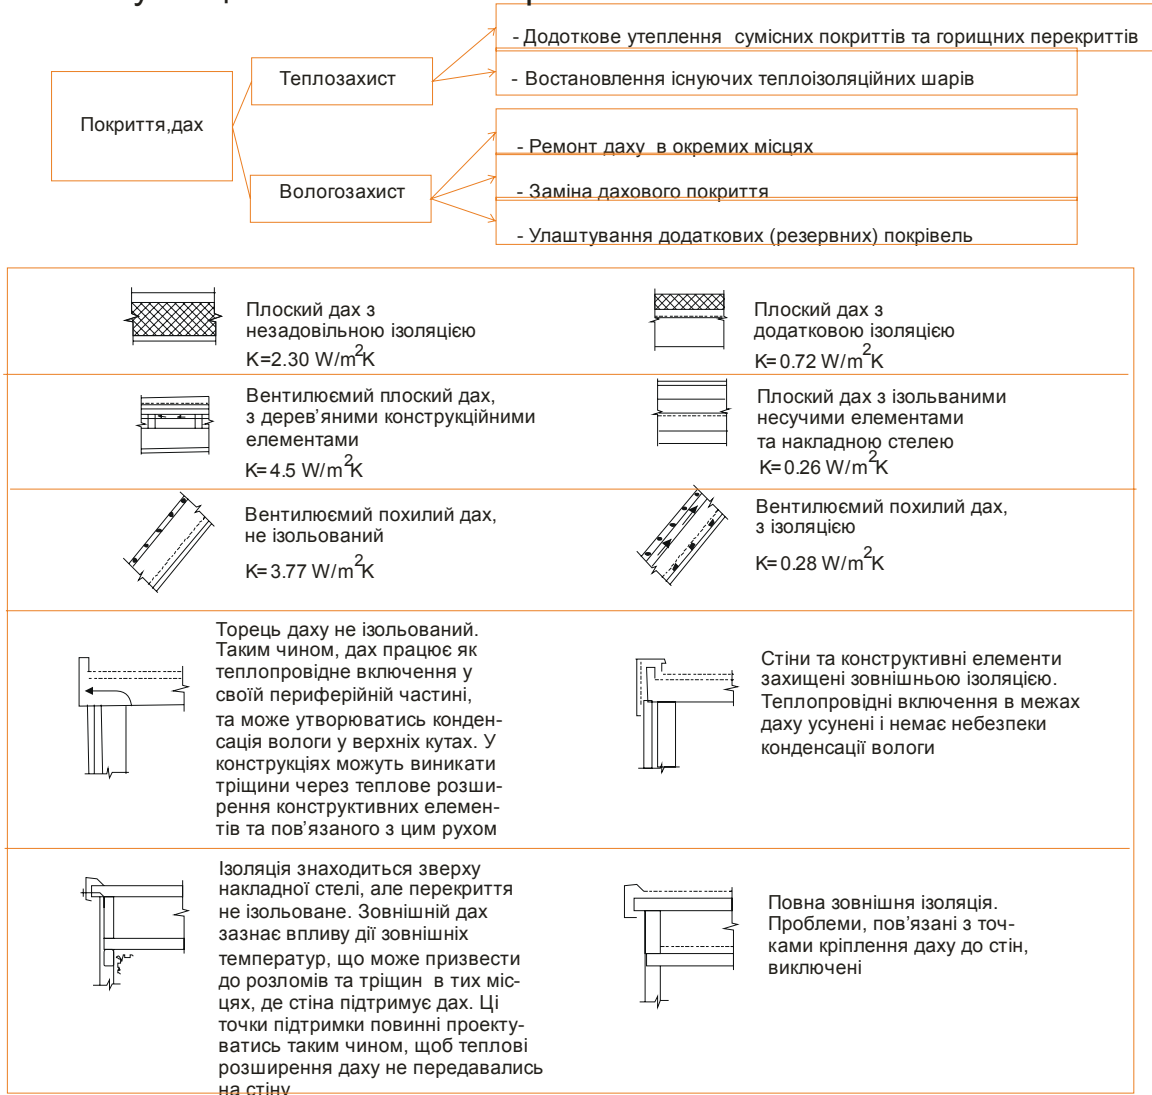 - Додоткове утеплення сумісних покриттів та горищних перекриттів
Теплозахист
- Востановлення існуючих теплоізоляційних шарів
Покриття,дах
- Ремонт даху в окремих місцях
Вологозахист
- Заміна дахового покриття
- Улаштування додаткових (резервних) покрівель
Плоский дах з
незадовільною ізоляцією
K=2.30 W/m²K
Плоский дах з
додатковою ізоляцією
K=0.72 W/m²K
Вентилюємий плоский дах,
з дерев’яними конструкційними
елементами
K=4.5 W/m²K
Плоский дах з ізольваними
несучими елементами
та накладною стелею
K=0.26 W/m²K
Вентилюємий похилий дах,
не ізольований
K=3.77 W/m²K
Вентилюємий похилий дах,
з ізоляцією
K=0.28 W/m²K
Торець даху не ізольований.
Таким чином, дах працює як
теплопровідне включення у
своїй периферійній частині,
та може утворюватись конден-
сація вологи у верхніх кутах. У
конструкціях можуть виникати
тріщини через теплове розши-
рення конструктивних елемен-
тів та пов’язаного з цим рухом
Стіни та конструктивні елементи
захищені зовнішньою ізоляцією.
Теплопровідні включення в межах
даху усунені і немає небезпеки
конденсації вологи
Ізоляція знаходиться зверху
накладної стелі, але перекриття
не ізольоване. Зовнішній дах
зазнає впливу дії зовнішніх
температур, що може призвести
до розломів та тріщин в тих міс-
цях, де стіна підтримує дах. Ці
точки підтримки повинні проекту-
ватись таким чином, щоб теплові
розширення даху не передавались
на стіну
Повна зовнішня ізоляція.
Проблеми, пов’язані з точ-
ками кріплення даху до стін,
виключені